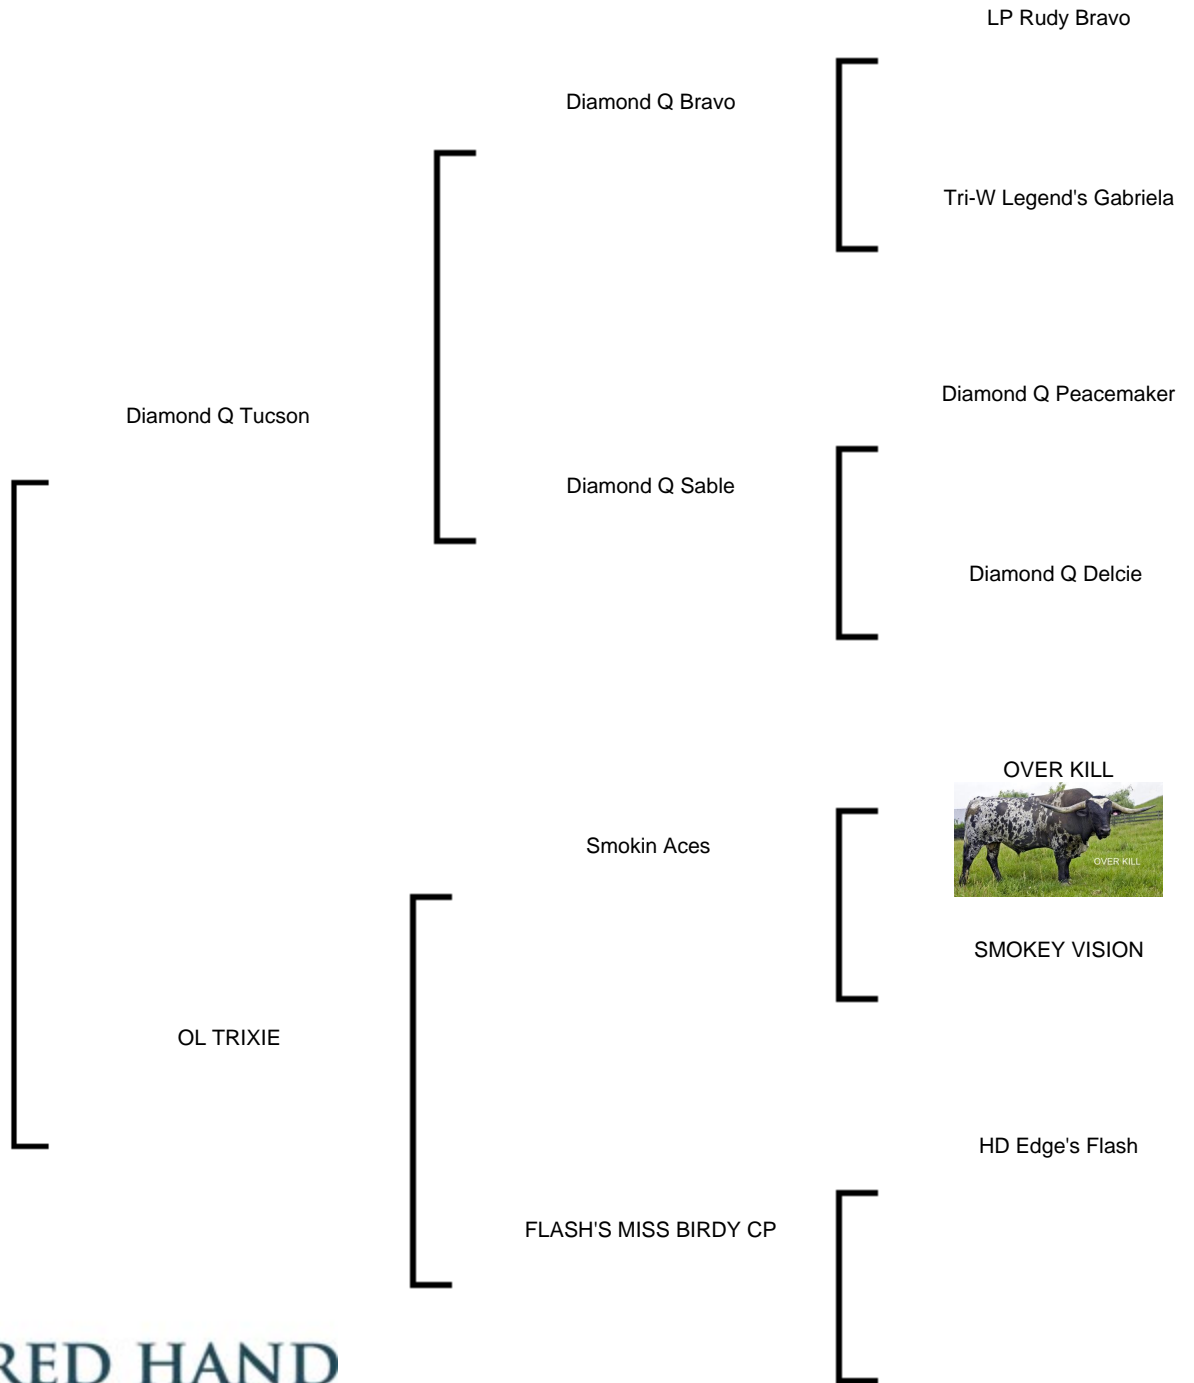 LP Rudy Bravo
Diamond Q Bravo
Tri-W Legend's Gabriela
Diamond Q Tucson
Diamond Q Peacemaker
Diamond Q Sable
Diamond Q Delcie
OVER KILL
OVER KILL
Smokin Aces
SMOKEY VISION
OL TRIXIE
HD Edge's Flash
FLASH'S MISS BIRDY CP
RED HAND